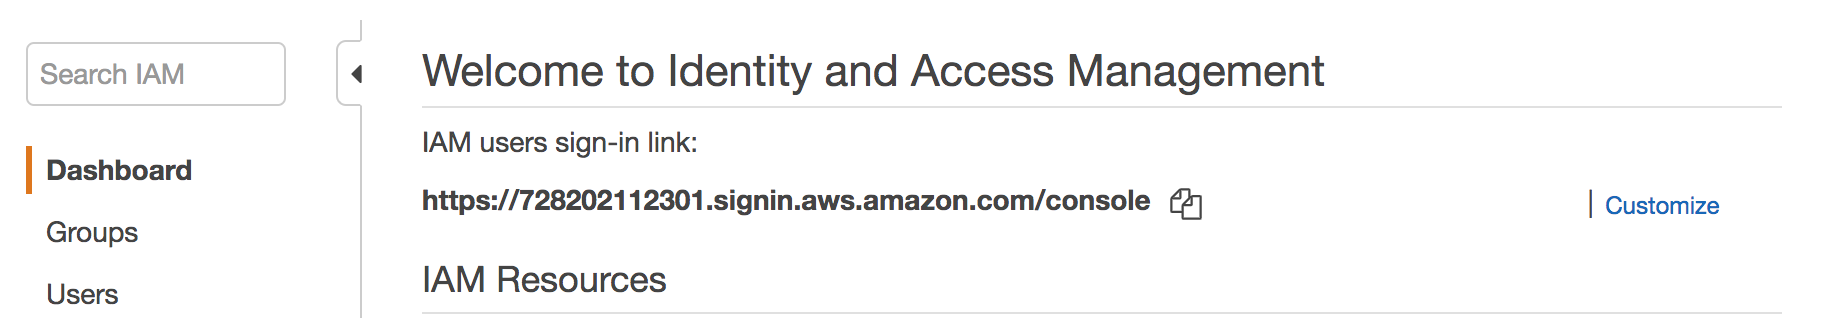 Search IAM
Dashboard
Groups
Users
Welcome to Identity and Access Management
IAM users sign-in link:
https://728202112301.signin.aws.amazon.com/console
| Customize
IAM Resources